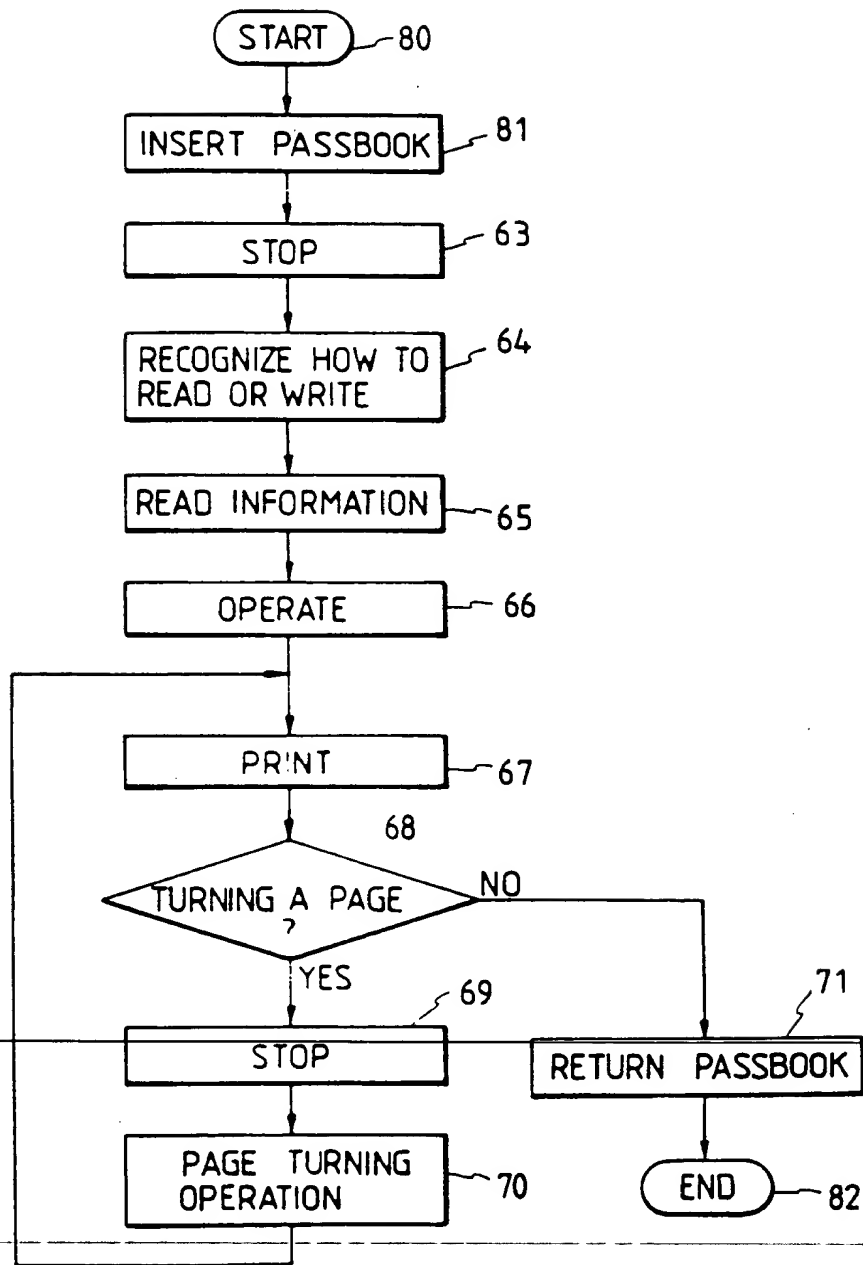 START
80
INSERT PASSBOOK
81
STOP
63
RECOGNIZE HOW TO
READ OR WRITE
64
READ INFORMATION
65
OPERATE
66
PRINT
67
68
TURNING A PAGE
?
NO
YES
69
STOP
71
RETURN PASSBOOK
PAGE TURNING
OPERATION
70
END
82